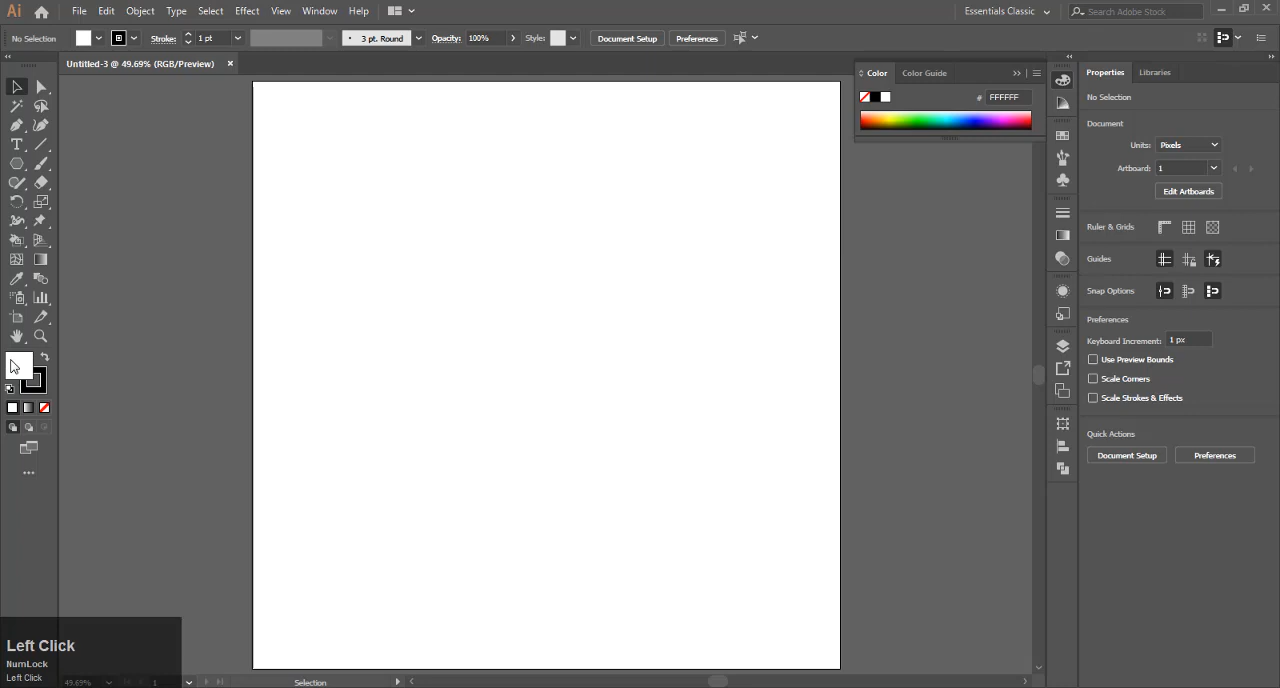 Ai File Edit Object Type Select Effect View Window Help Essentials Classic Search Adobe Stock
No Selection Stroke: 1 pt 3 pt. Round Opacity: 100% Style: Document Setup Preferences
Untitled-3 @ 49.69% (RGB/Preview)
Color Color Guide
# FFFFFF
Properties Libraries
No Selection
Document
Units: Pixels
Artboard: 1
Edit Artboards
Ruler & Grids
Guides
Snap Options
Preferences
Keyboard Increment: 1 px
Use Preview Bounds
Scale Corners
Scale Strokes & Effects
Quick Actions
Document Setup Preferences
Left Click
NumLock
Left Click
49.69% 1 Selection